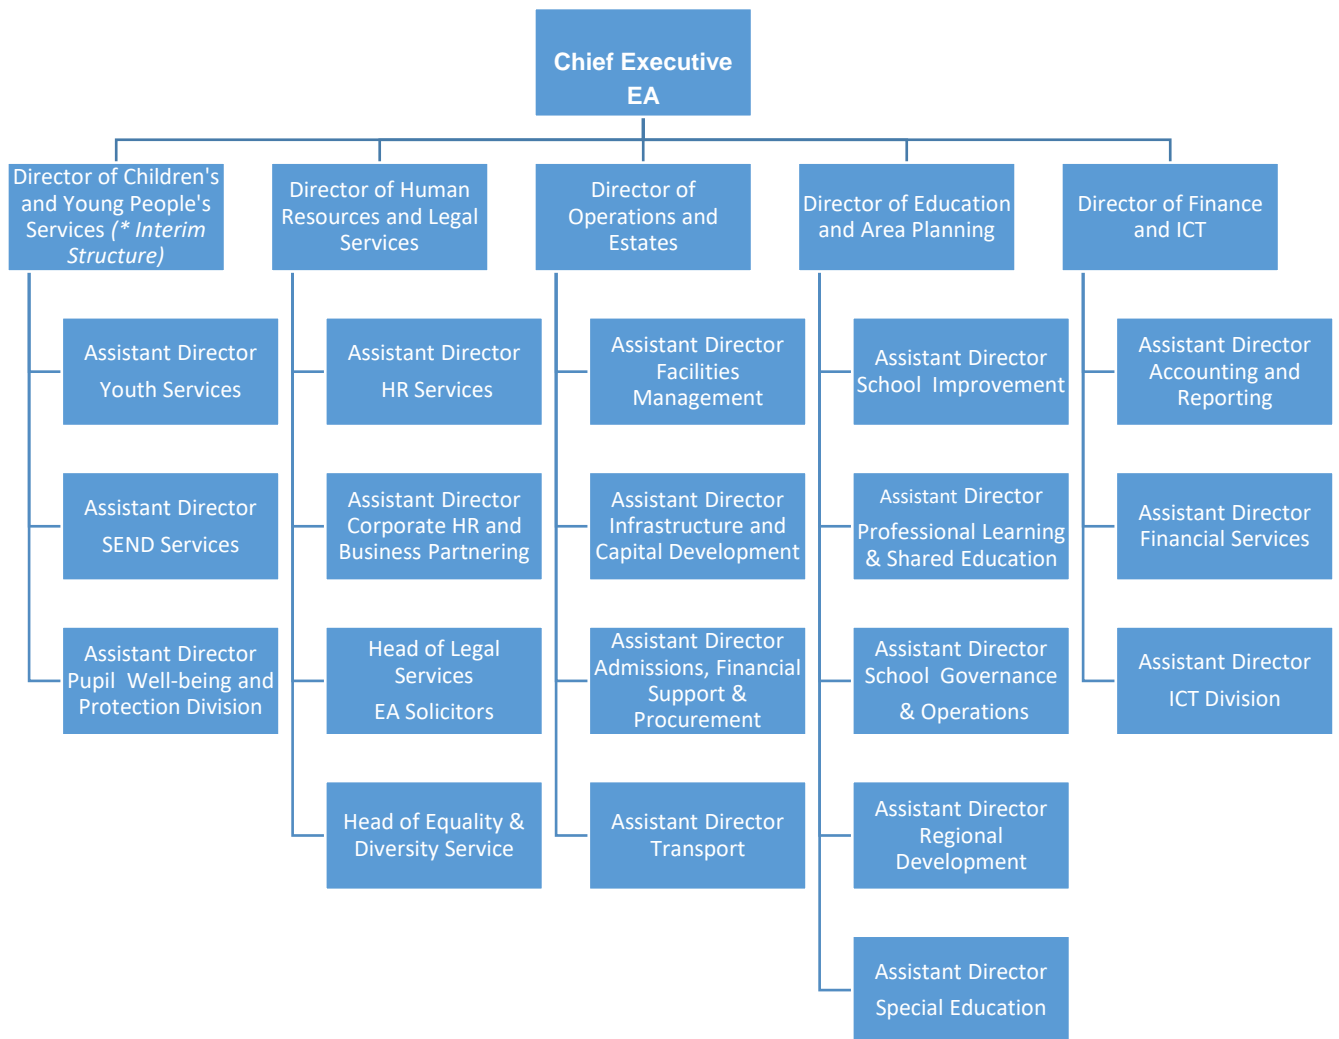 Chief Executive
EA
Director of Children's
and Young People's
Services (* Interim
Structure)
Director of Human
Resources and Legal
Services
Director of
Operations and
Estates
Director of Education
and Area Planning
Director of Finance
and ICT
Assistant Director
Youth Services
Assistant Director
SEND Services
Assistant Director
Pupil  Well-being and
Protection Division
Assistant Director
HR Services
Assistant Director
Corporate HR and
Business Partnering
Head of Legal
Services
EA Solicitors
Head of Equality &
Diversity Service
Assistant Director
Facilities
Management
Assistant Director
Infrastructure and
Capital Development
Assistant Director
Admissions, Financial
Support &
Procurement
Assistant Director
Transport
Assistant Director
School  Improvement
Assistant Director
Professional Learning
& Shared Education
Assistant Director
School  Governance
& Operations
Assistant Director
Regional
Development
Assistant Director
Special Education
Assistant Director
Accounting and
Reporting
Assistant Director
Financial Services
Assistant Director
ICT Division